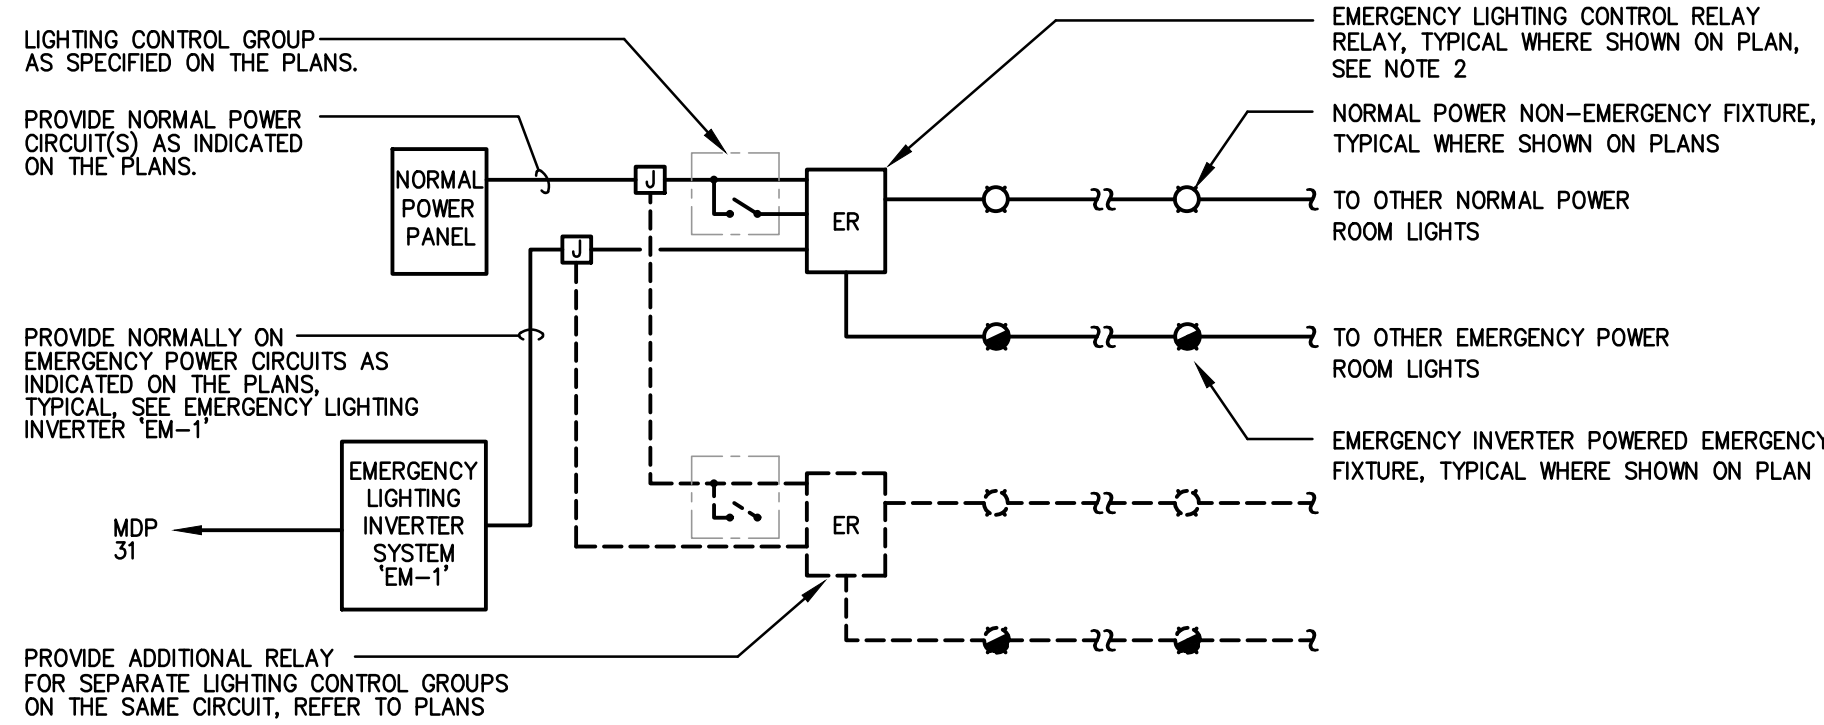 LIGHTING CONTROL GROUP
AS SPECIFIED ON THE PLANS.
PROVIDE NORMAL POWER
CIRCUIT(S) AS INDICATED
ON THE PLANS.
NORMAL
POWER
PANEL
J
J
ER
EMERGENCY LIGHTING CONTROL RELAY
RELAY, TYPICAL WHERE SHOWN ON PLAN,
SEE NOTE 2
NORMAL POWER NON-EMERGENCY FIXTURE,
TYPICAL WHERE SHOWN ON PLANS
TO OTHER NORMAL POWER
ROOM LIGHTS
TO OTHER EMERGENCY POWER
ROOM LIGHTS
EMERGENCY INVERTER POWERED EMERGENCY
FIXTURE, TYPICAL WHERE SHOWN ON PLAN
PROVIDE NORMALLY ON
EMERGENCY POWER CIRCUITS AS
INDICATED ON THE PLANS,
TYPICAL, SEE EMERGENCY LIGHTING
INVERTER 'EM-1'
EMERGENCY
LIGHTING
INVERTER
SYSTEM
'EM-1'
MDP
31
ER
PROVIDE ADDITIONAL RELAY
FOR SEPARATE LIGHTING CONTROL GROUPS
ON THE SAME CIRCUIT, REFER TO PLANS